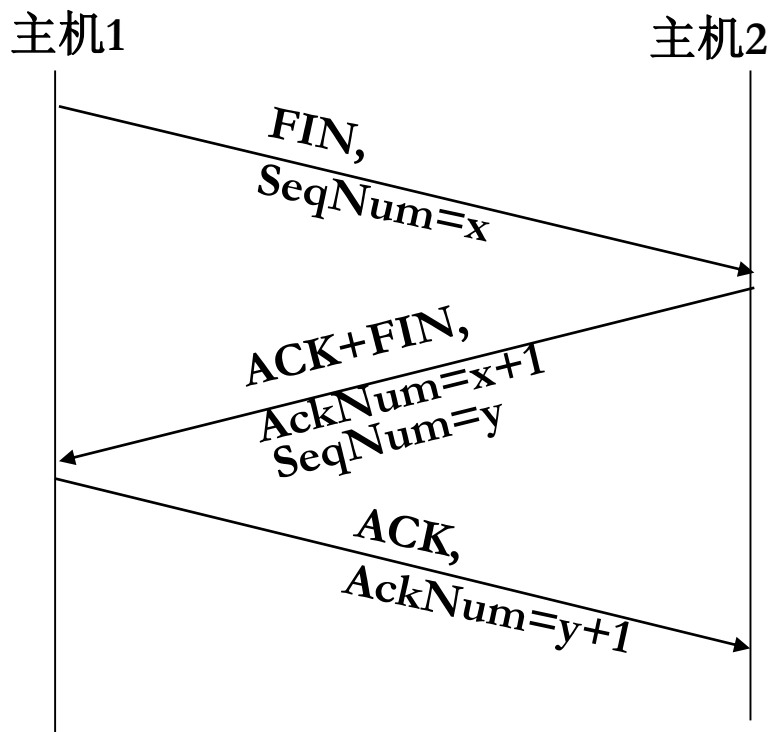 主机1
主机2
FIN,
SeqNum=x
ACK+FIN,
AckNum=x+1
SeqNum=y
ACK,
AckNum=y+1